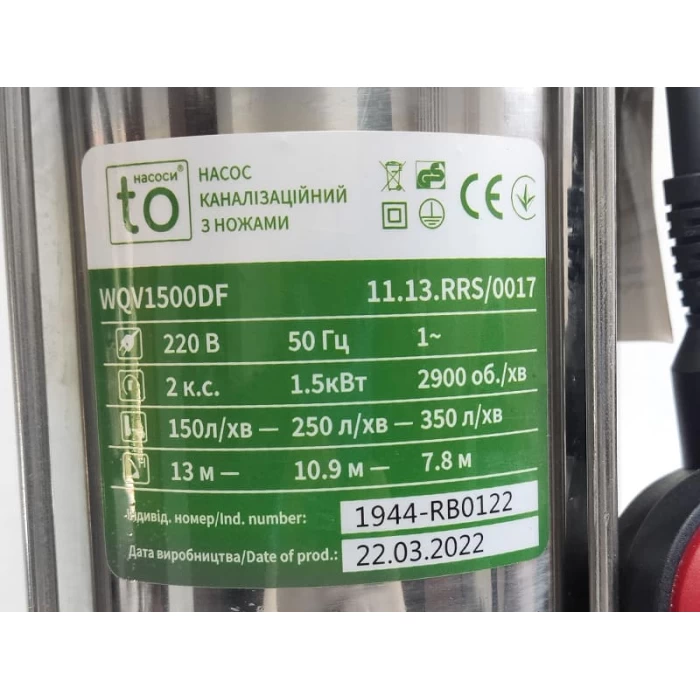 насоси®
to
НАСОС
КАНАЛІЗАЦІЙНИЙ
З НОЖАМИ
CE
WQV1500DF 11.13.RRS/0017
220 В 50 Гц 1~
2 к.с. 1.5кВт 2900 об./хв
150л/хв — 250 л/хв — 350 л/хв
H 13 м — 10.9 м — 7.8 м
Індивід. номер/Ind. number: 1944-RB0122
Дата виробництва/Date of prod.: 22.03.2022